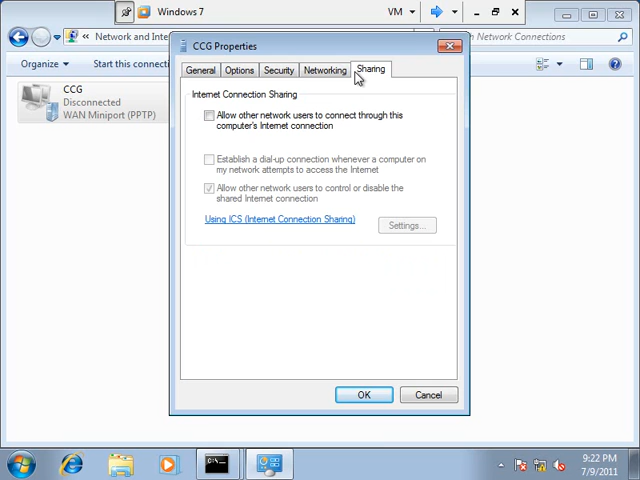 Windows 7
VM
Network and Inte
Network Connections
Organize
Start this connecti
CCG
Disconnected
WAN Miniport (PPTP)
CCG Properties
General
Options
Security
Networking
Sharing
Internet Connection Sharing
Allow other network users to connect through this
computer's Internet connection
Establish a dial-up connection whenever a computer on
my network attempts to access the Internet
Allow other network users to control or disable the
shared Internet connection
Using ICS (Internet Connection Sharing)
Settings...
OK
Cancel
9:22 PM
7/9/2011